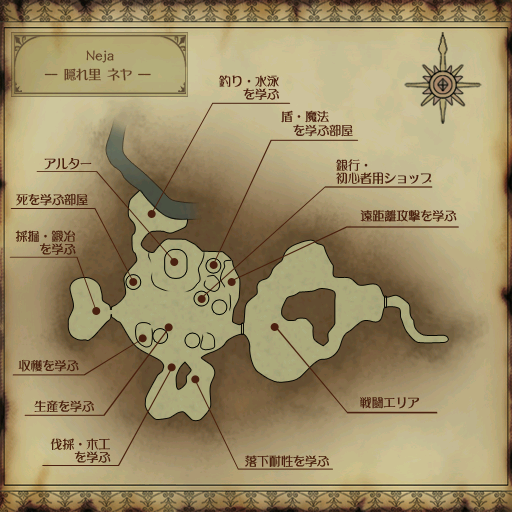 Neja
― 隠れ里 ネヤ ―
釣り・水泳
を学ぶ
盾・魔法
を学ぶ部屋
アルター
銀行・
初心者用ショップ
死を学ぶ部屋
遠距離攻撃を学ぶ
採掘・鍛冶
を学ぶ
収穫を学ぶ
生産を学ぶ
戦闘エリア
伐採・木工
を学ぶ
落下耐性を学ぶ